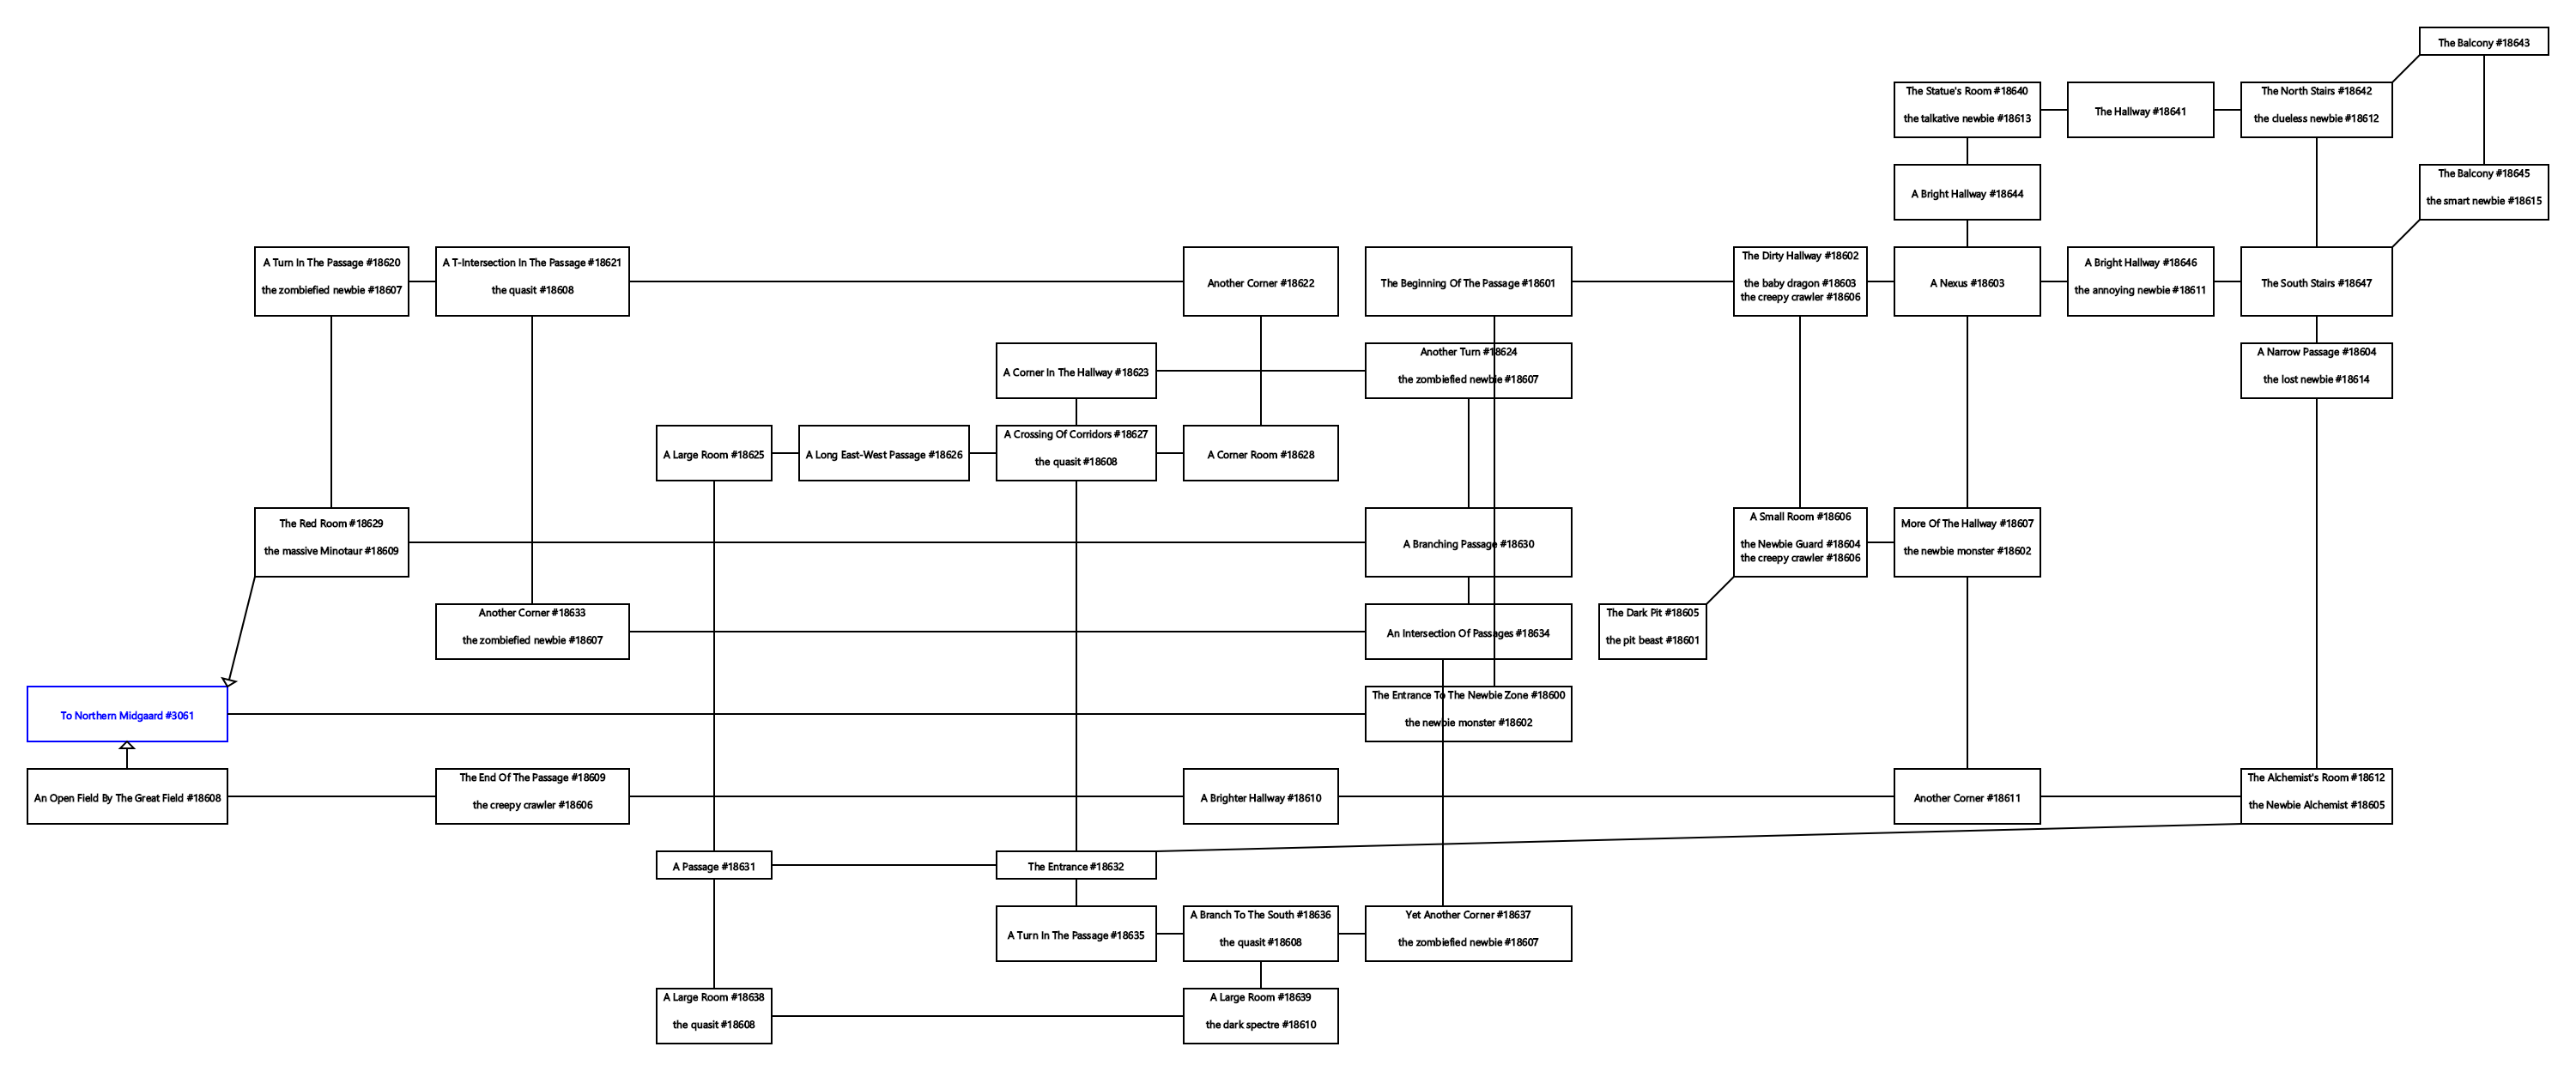 The Balcony #18643
The Statue's Room #18640
the talkative newbie #18613
The Hallway #18641
The North Stairs #18642
the clueless newbie #18612
A Bright Hallway #18644
The Balcony #18645
the smart newbie #18615
A Turn In The Passage #18620
the zombiefied newbie #18607
A T-Intersection In The Passage #18621
the quasit #18608
Another Corner #18622
The Beginning Of The Passage #18601
The Dirty Hallway #18602
the baby dragon #18603
the creepy crawler #18606
A Nexus #18603
A Bright Hallway #18646
the annoying newbie #18611
The South Stairs #18647
A Corner In The Hallway #18623
Another Turn #18624
the zombiefied newbie #18607
A Narrow Passage #18604
the lost newbie #18614
A Large Room #18625
A Long East-West Passage #18626
A Crossing Of Corridors #18627
the quasit #18608
A Corner Room #18628
The Red Room #18629
the massive Minotaur #18609
A Branching Passage #18630
A Small Room #18606
the Newbie Guard #18604
the creepy crawler #18606
More Of The Hallway #18607
the newbie monster #18602
Another Corner #18633
the zombiefied newbie #18607
An Intersection Of Passages #18634
The Dark Pit #18605
the pit beast #18601
To Northern Midgaard #3061
The Entrance To The Newbie Zone #18600
the newbie monster #18602
An Open Field By The Great Field #18608
The End Of The Passage #18609
the creepy crawler #18606
A Brighter Hallway #18610
Another Corner #18611
The Alchemist's Room #18612
the Newbie Alchemist #18605
A Passage #18631
The Entrance #18632
A Turn In The Passage #18635
A Branch To The South #18636
the quasit #18608
Yet Another Corner #18637
the zombiefied newbie #18607
A Large Room #18638
the quasit #18608
A Large Room #18639
the dark spectre #18610